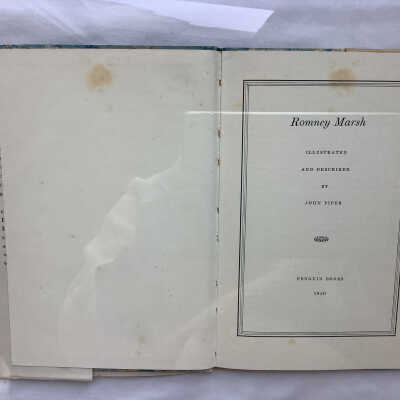 Romney Marsh
ILLUSTRATED
AND DESCRIBED
BY
JOHN PIPER
PENGUIN BOOKS
1950